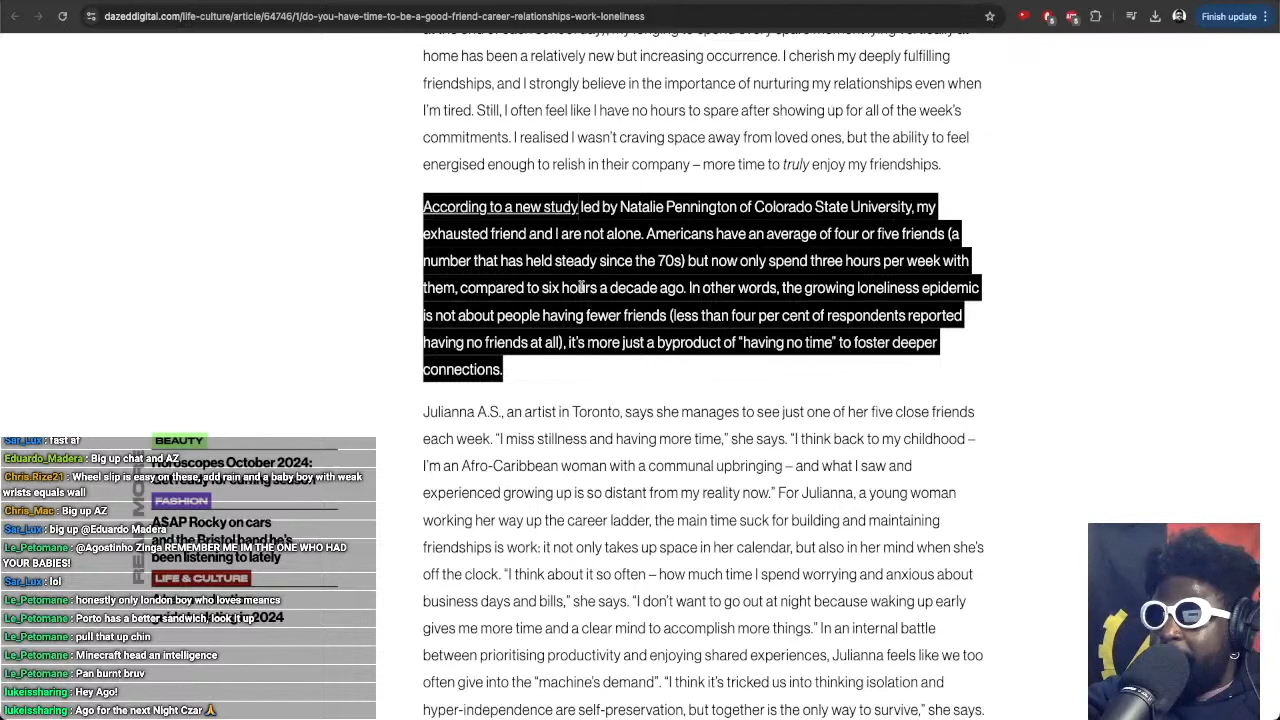 dazeddigital.com/life-culture/article/64746/1/do-you-have-time-to-be-a-good-friend-career-relationships-work-loneliness
Finish update
home has been a relatively new but increasing occurrence. I cherish my deeply fulfilling
friendships, and I strongly believe in the importance of nurturing my relationships even when
I'm tired. Still, I often feel like I have no hours to spare after showing up for all of the week's
commitments. I realised I wasn't craving space away from loved ones, but the ability to feel
energised enough to relish in their company – more time to truly enjoy my friendships.
According to a new study led by Natalie Pennington of Colorado State University, my
exhausted friend and I are not alone. Americans have an average of four or five friends (a
number that has held steady since the 70s) but now only spend three hours per week with
them, compared to six hours a decade ago. In other words, the growing loneliness epidemic
is not about people having fewer friends (less than four per cent of respondents reported
having no friends at all), it's more just a byproduct of “having no time” to foster deeper
connections.
Julianna A.S., an artist in Toronto, says she manages to see just one of her five close friends
each week. “I miss stillness and having more time,” she says. “I think back to my childhood –
I'm an Afro-Caribbean woman with a communal upbringing – and what I saw and
experienced growing up is so distant from my reality now.” For Julianna, a young woman
working her way up the career ladder, the main time suck for building and maintaining
friendships is work: it not only takes up space in her calendar, but also in her mind when she's
off the clock. “I think about it so often – how much time I spend worrying and anxious about
business days and bills,” she says. “I don't want to go out at night because waking up early
gives me more time and a clear mind to accomplish more things.” In an internal battle
between prioritising productivity and enjoying shared experiences, Julianna feels like we too
often give into the “machine's demand”. “I think it's tricked us into thinking isolation and
hyper-independence are self-preservation, but together is the only way to survive,” she says.
BEAUTY
Horoscopes October 2024:
FASHION
ASAP Rocky on cars
and the Bristol band he's
been listening to lately
LIFE & CULTURE
2024
Sar_Lux: fast af
Eduardo_Madera: Big up chat and AZ
Chris:Rize21: Wheel slip is easy on these, add rain and a baby boy with weak
wrists equals wall
Chris_Mac: Big up AZ
Sar_Lux: big up @Eduardo Madera
Le_Petomane: @Agostinho Zinga REMEMBER ME IM THE ONE WHO HAD
YOUR BABIES!
Sar_Lux: lol
Le_Petomane: honestly only london boy who loves meancs
Le_Petomane: Porto has a better sandwich, look it up
Le_Petomane: pull that up chin
Le_Petomane: Minecraft head an intelligence
Le_Petomane: Pan burnt bruv
lukeissharing: Hey Ago!
lukeissharing: Ago for the next Night Czar 🙏